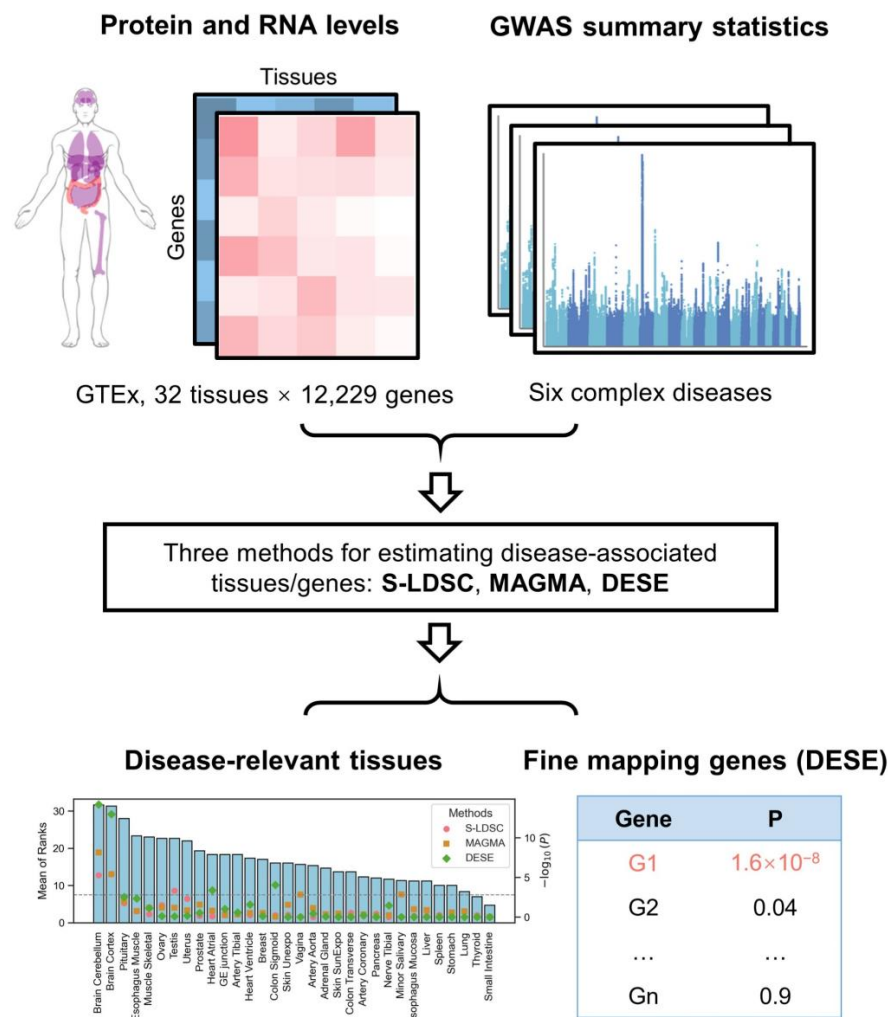 Protein and RNA levels
GWAS summary statistics
Tissues
Genes
GTEx, 32 tissues × 12,229 genes
Six complex diseases
Three methods for estimating disease-associated
tissues/genes: S-LDSC, MAGMA, DESE
Disease-relevant tissues
Fine mapping genes (DESE)
Mean of Ranks
30
20
10
0
Methods
S-LDSC
MAGMA
DESE
−log₁₀(P)
10
5
0
Brain Cerebellum
Brain Cortex
Pituitary
Esophagus Muscle
Muscle Skeletal
Ovary
Testis
Uterus
Prostate
Heart Atrial
GE junction
Artery Tibial
Heart Ventricle
Breast
Colon Sigmoid
Skin Unexpo
Vagina
Artery Aorta
Adrenal Gland
Skin SunExpo
Colon Transverse
Artery Coronary
Pancreas
Nerve Tibial
Minor Salivary
Esophagus Mucosa
Liver
Spleen
Stomach
Lung
Thyroid
Small Intestine
Gene P
G1 1.6×10⁻⁸
G2 0.04
... ...
Gn 0.9